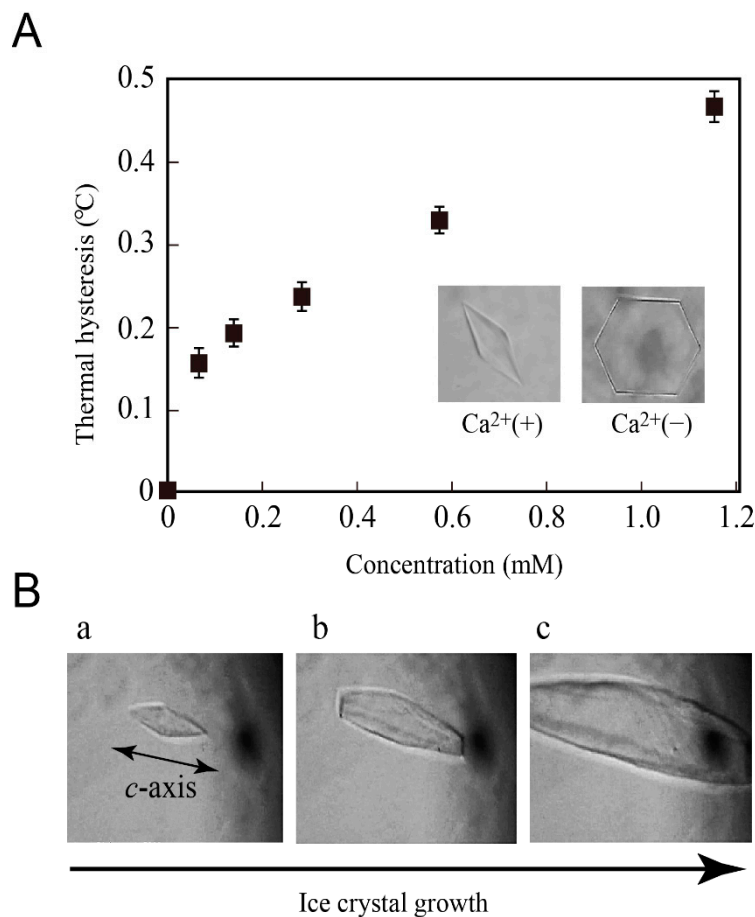 A
Thermal hysteresis (℃)
0.5
0.4
0.3
0.2
0.1
0
Ca²⁺(+)
Ca²⁺(−)
0
0.2
0.4
0.6
0.8
1.0
1.2
Concentration (mM)
B
a
b
c
c-axis
Ice crystal growth